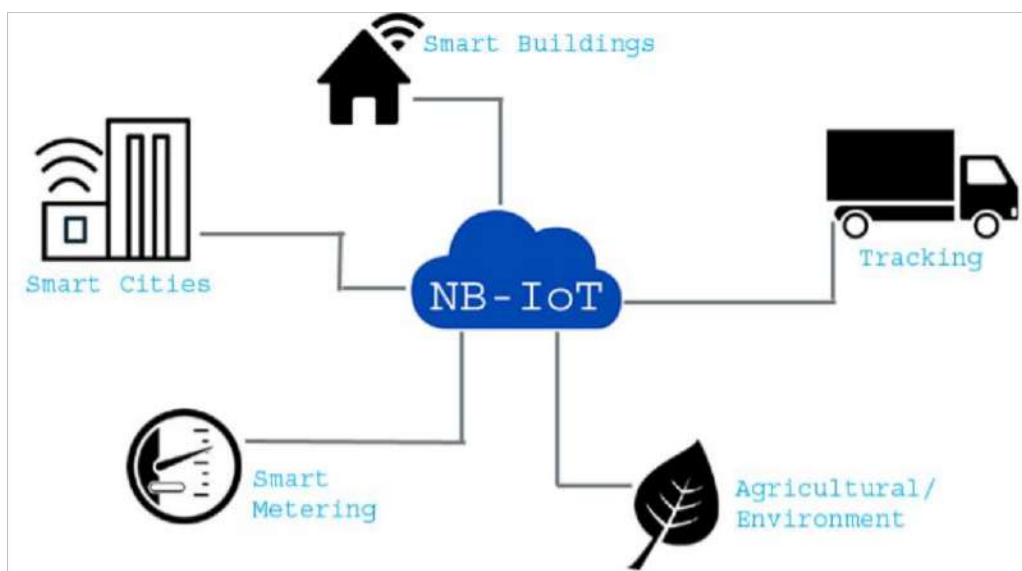 Smart Buildings
Smart Cities
Tracking
NB-IoT
Smart
Metering
Agricultural/
Environment